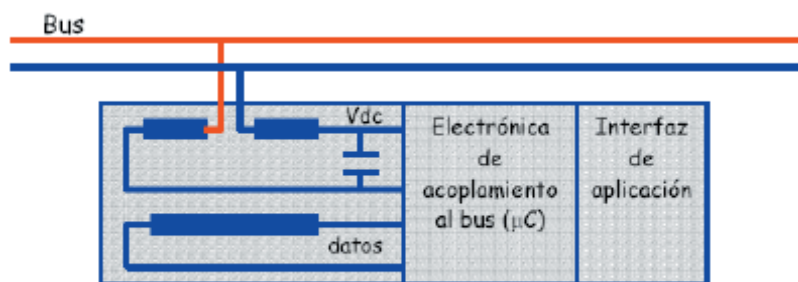 Bus
Vdc
datos
Electrónica
de
acoplamiento
al bus (μC)
Interfaz
de
aplicación